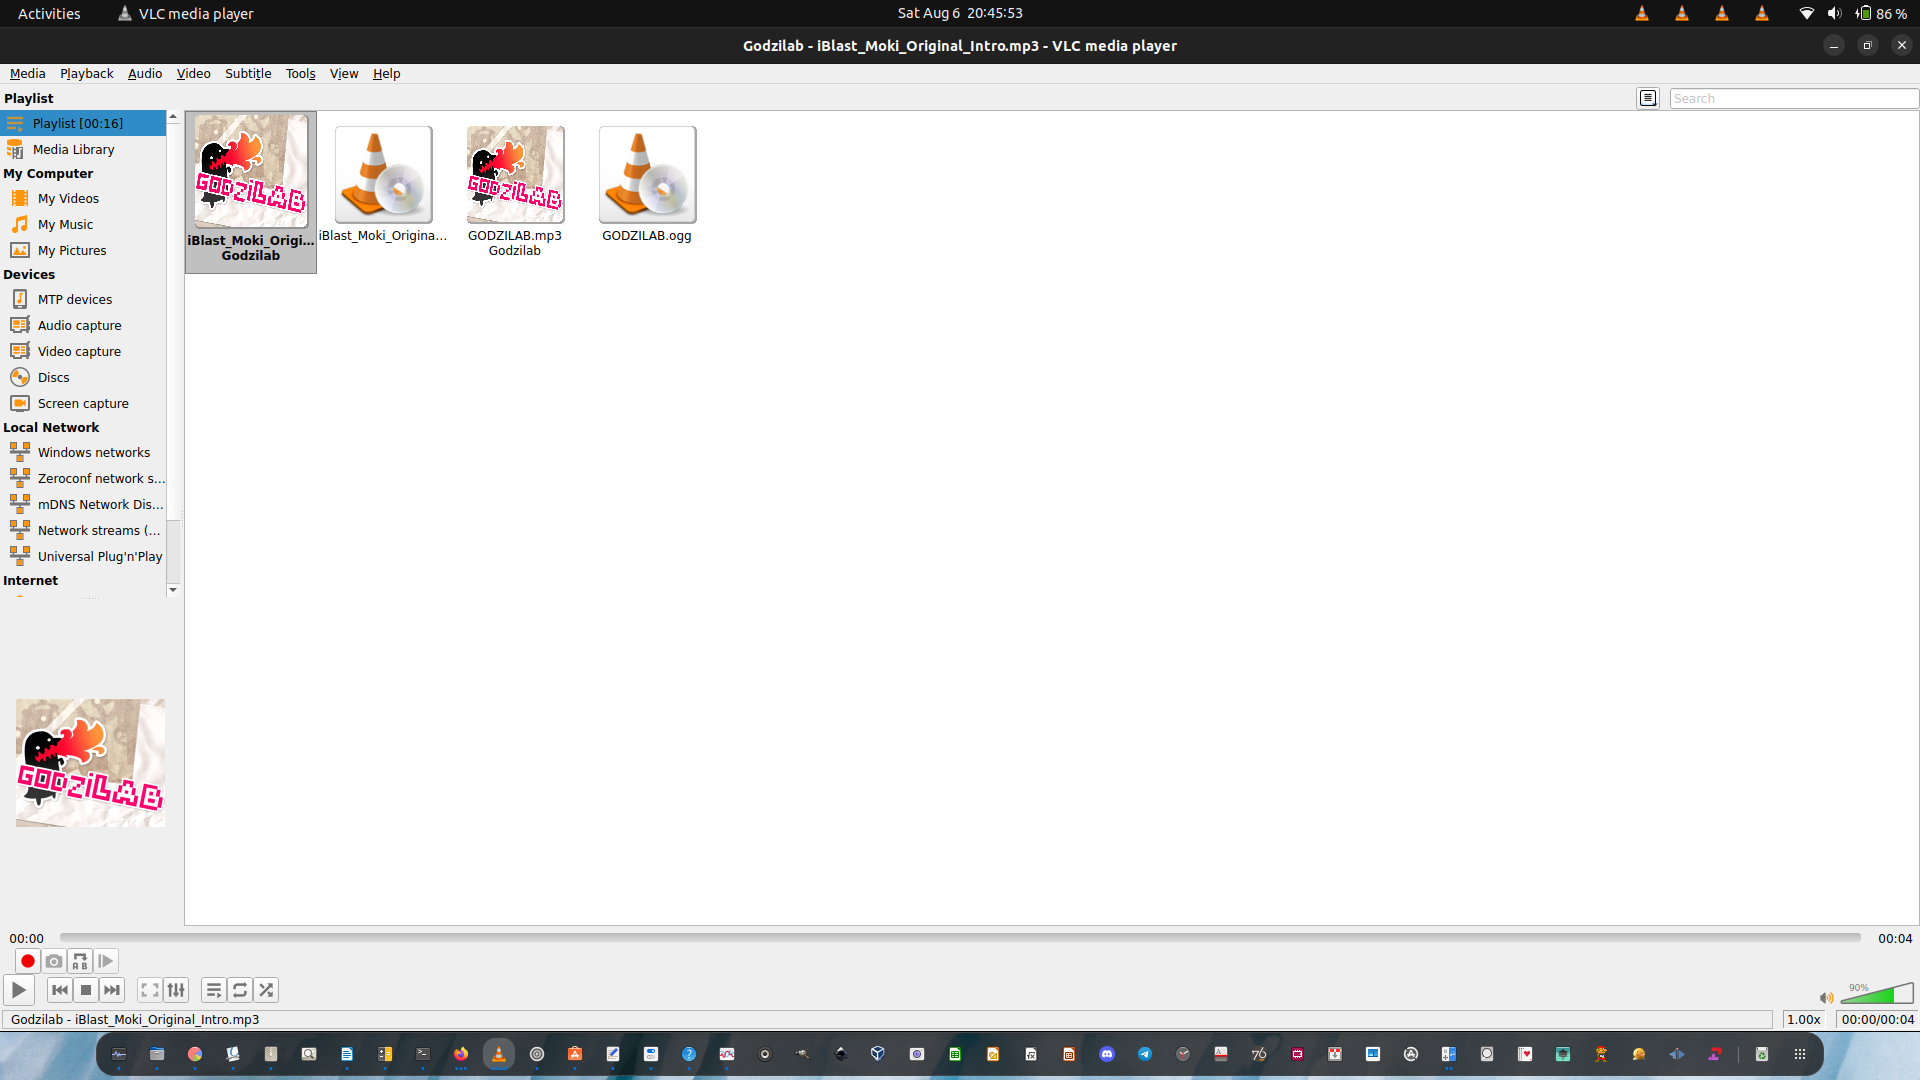 Activities
VLC media player
Sat Aug 6 20:45:53
86 %
Godzilab - iBlast_Moki_Original_Intro.mp3 - VLC media player
Media Playback Audio Video Subtitle Tools View Help
Playlist
Search
Playlist [00:16]
Media Library
My Computer
My Videos
My Music
My Pictures
Devices
MTP devices
Audio capture
Video capture
Discs
Screen capture
Local Network
Windows networks
Zeroconf network s...
mDNS Network Dis...
Network streams (...
Universal Plug'n'Play
Internet
GODZiLAB
iBlast_Moki_Origi...
Godzilab
iBlast_Moki_Origina...
GODZiLAB
GODZILAB.mp3
Godzilab
GODZILAB.ogg
GODZiLAB
00:00
00:04
A B
90%
Godzilab - iBlast_Moki_Original_Intro.mp3
1.00x
00:00/00:04
76